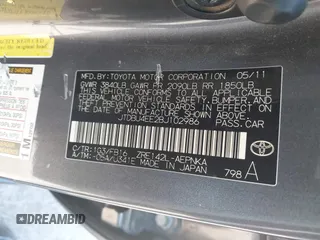 MFD.BY:TOYOTA MOTOR CORPORATION 05/11
GVWR 3840LB GAWR FR 2090LB RR 1850LB
THIS VEHICLE CONFORMS TO ALL APPLICABLE
FEDERAL MOTOR VEHICLE SAFETY, BUMPER, AND
THEFT PREVENTION STANDARDS IN EFFECT ON
THE DATE OF MANUFACTURE SHOWN ABOVE.
JTDBU4EE2BJ102986 PASS.CAR
C/TR: 1G3/FB16 ZRE142L-AEPNKA
A/TM: -05A/U341E MADE IN JAPAN
798 A
DREAMBID